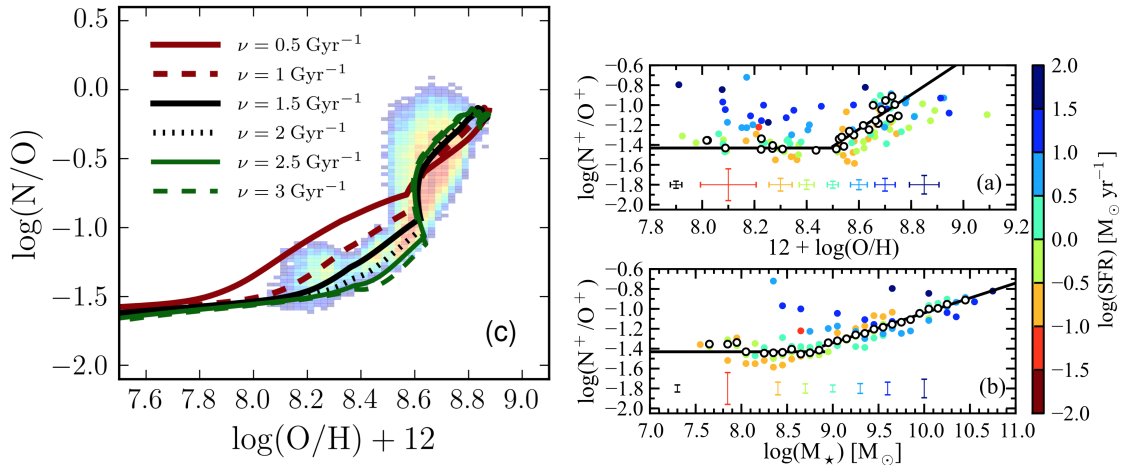 0.5
0.0
−0.5
−1.0
−1.5
−2.0
log(N/O)
ν = 0.5 Gyr⁻¹
ν = 1 Gyr⁻¹
ν = 1.5 Gyr⁻¹
ν = 2 Gyr⁻¹
ν = 2.5 Gyr⁻¹
ν = 3 Gyr⁻¹
(c)
7.6 7.8 8.0 8.2 8.4 8.6 8.8 9.0
log(O/H) + 12
−0.6
−0.8
−1.0
−1.2
−1.4
−1.6
−1.8
−2.0
log(N⁺/O⁺)
(a)
7.8 8.0 8.2 8.4 8.6 8.8 9.0 9.2
12 + log(O/H)
−0.6
−0.8
−1.0
−1.2
−1.4
−1.6
−1.8
−2.0
log(N⁺/O⁺)
(b)
7.0 7.5 8.0 8.5 9.0 9.5 10.0 10.5 11.0
log(M⋆) [M⊙]
2.0
1.5
1.0
0.5
0.0
−0.5
−1.0
−1.5
−2.0
log(SFR) [M⊙ yr⁻¹]